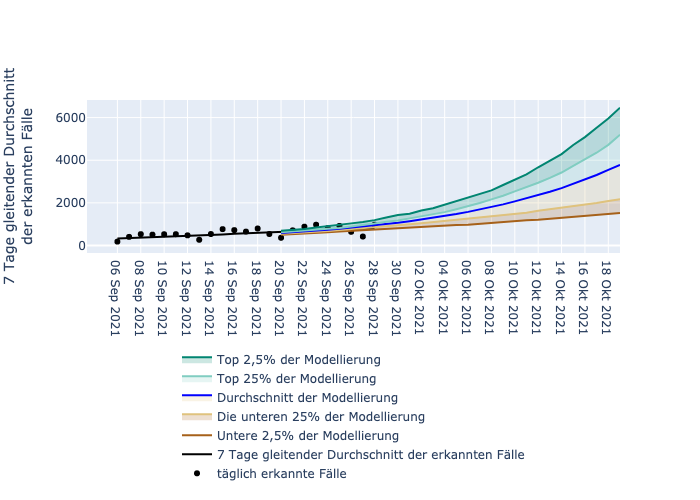 7 Tage gleitender Durchschnitt
der erkannten Fälle
6000
4000
2000
0
06 Sep 2021
08 Sep 2021
10 Sep 2021
12 Sep 2021
14 Sep 2021
16 Sep 2021
18 Sep 2021
20 Sep 2021
22 Sep 2021
24 Sep 2021
26 Sep 2021
28 Sep 2021
30 Sep 2021
02 Okt 2021
04 Okt 2021
06 Okt 2021
08 Okt 2021
10 Okt 2021
12 Okt 2021
14 Okt 2021
16 Okt 2021
18 Okt 2021
Top 2,5% der Modellierung
Top 25% der Modellierung
Durchschnitt der Modellierung
Die unteren 25% der Modellierung
Untere 2,5% der Modellierung
7 Tage gleitender Durchschnitt der erkannten Fälle
täglich erkannte Fälle